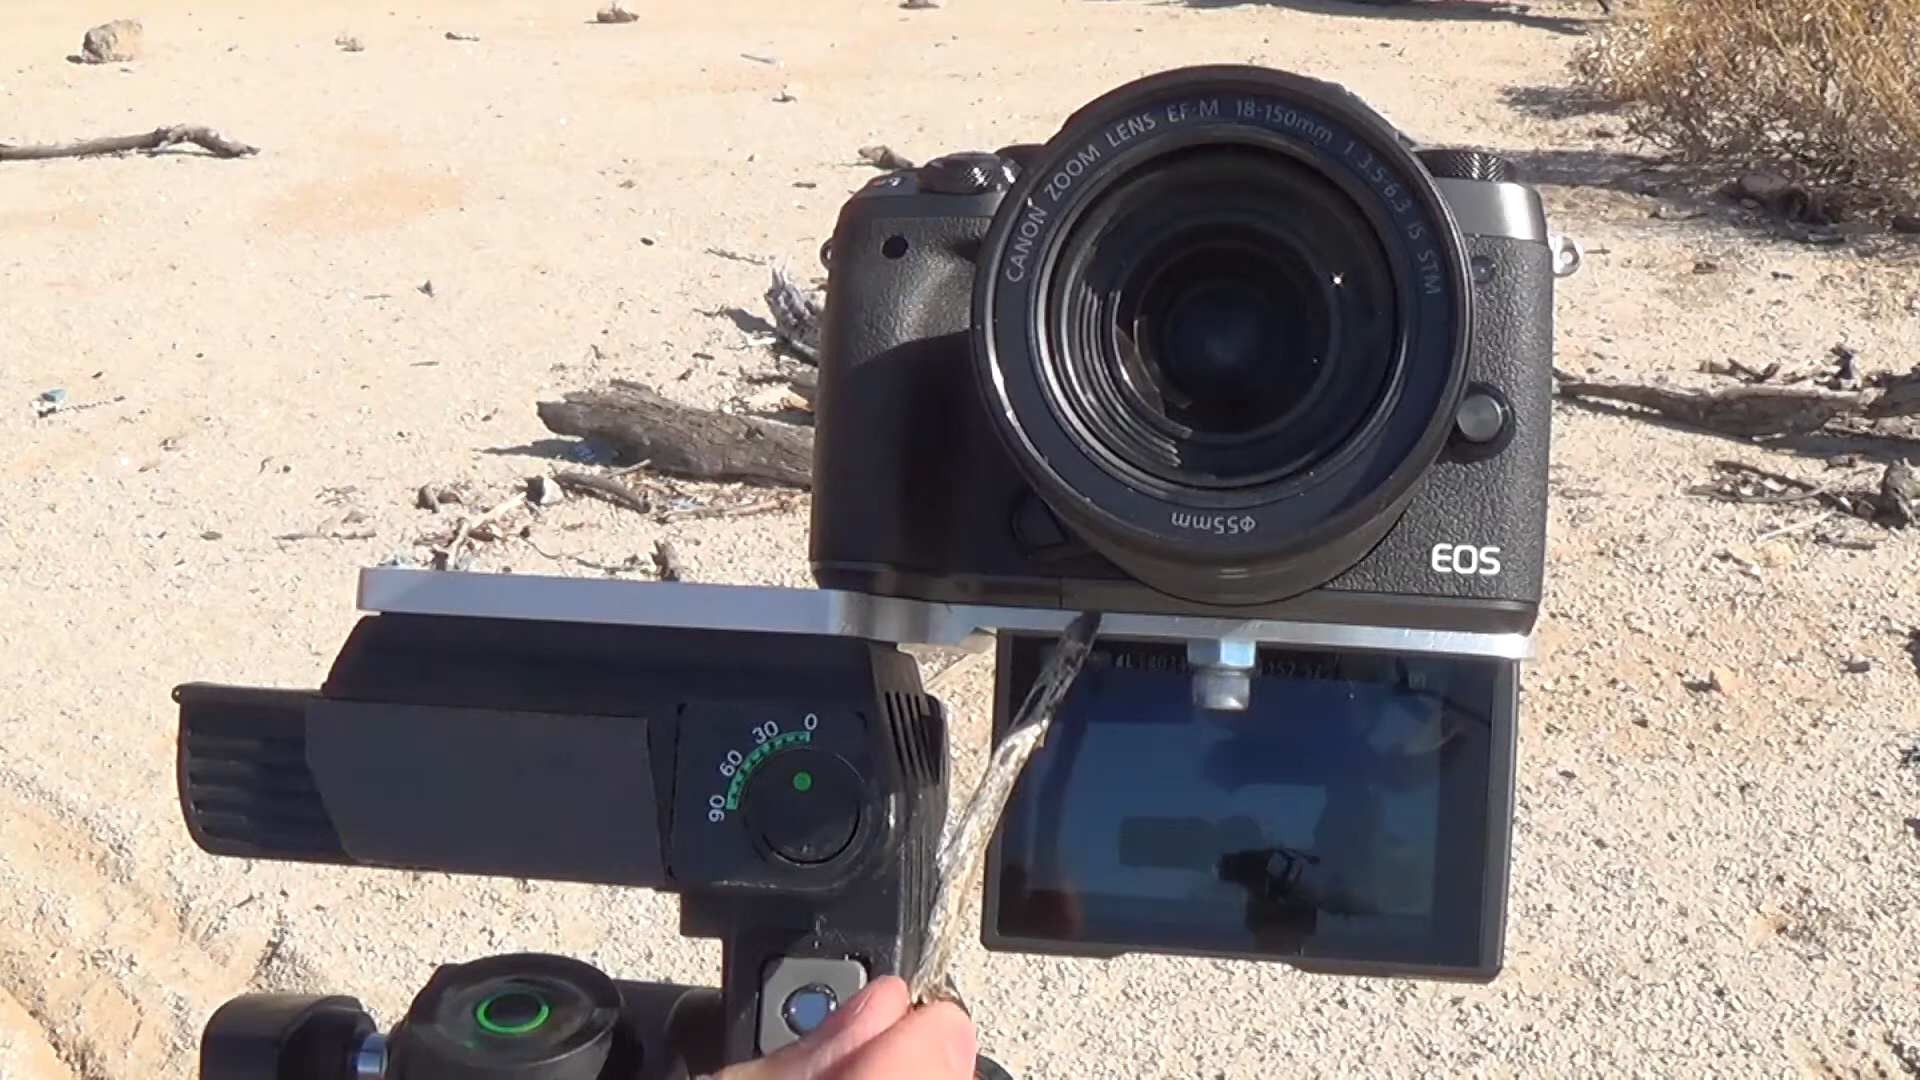 CANON ZOOM LENS EF-M 18-150mm 1:3.5-6.3 IS STM
Φ55mm
EOS
0
30
60
90